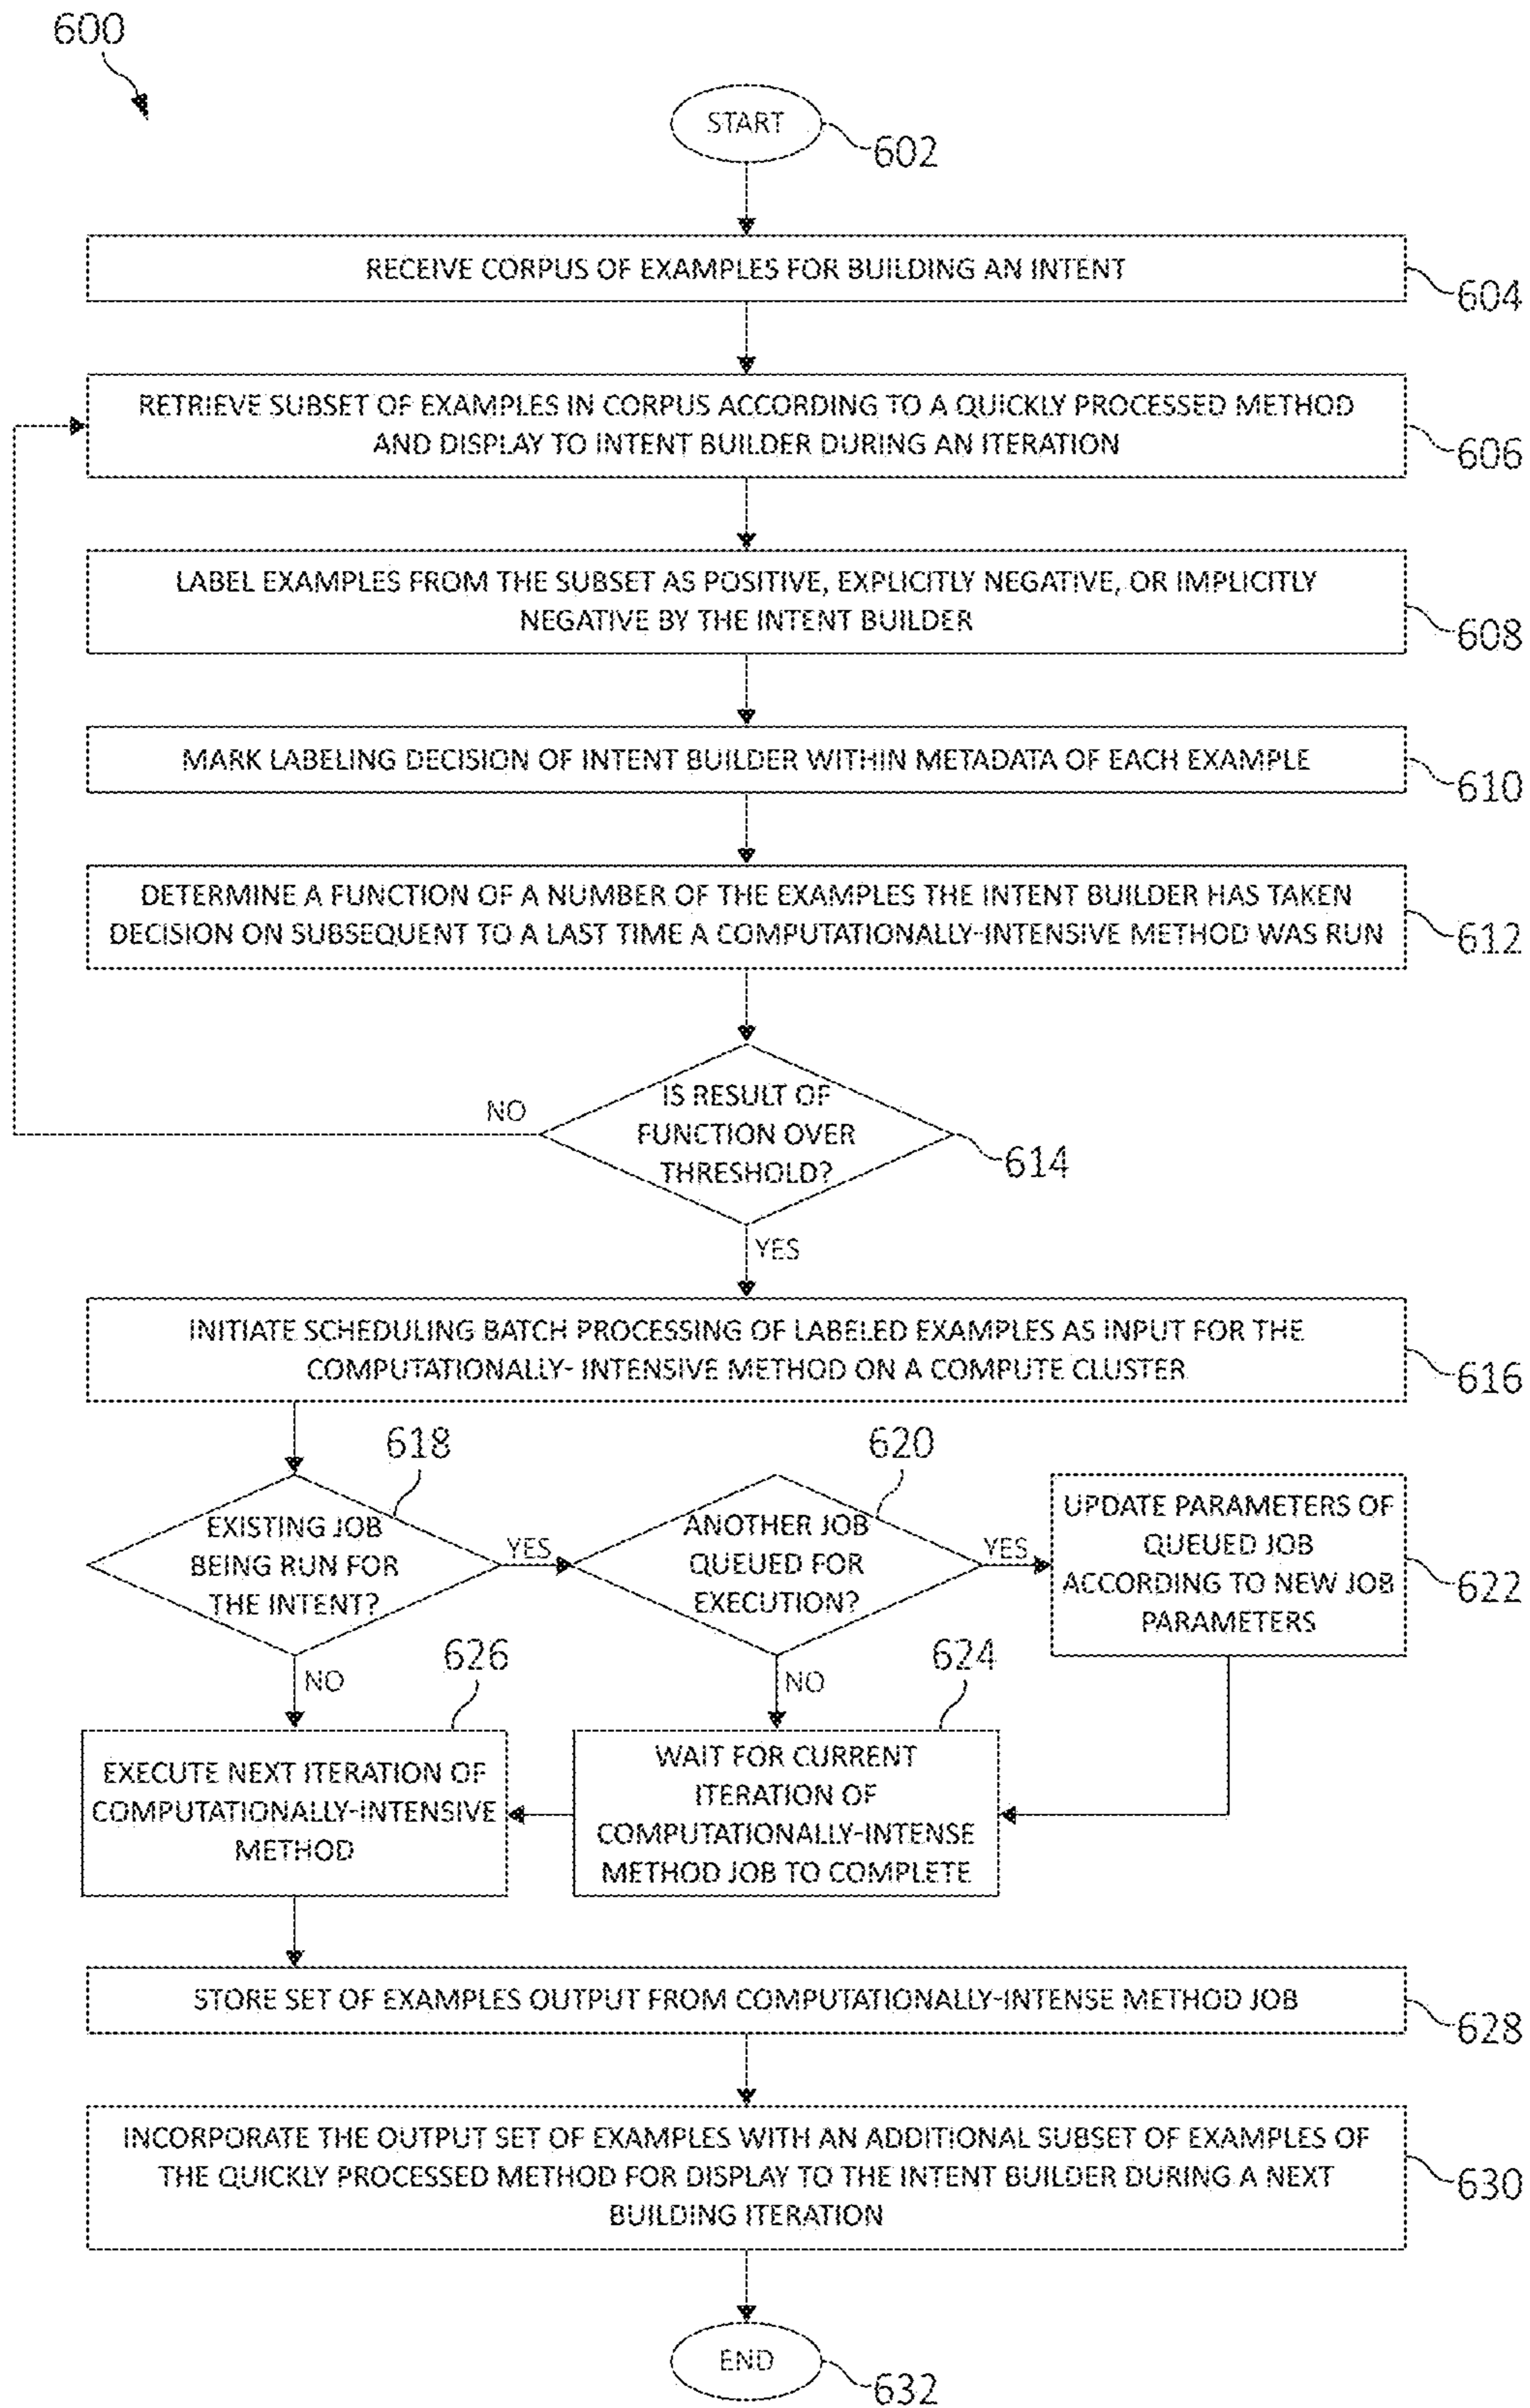 600
START
602
RECEIVE CORPUS OF EXAMPLES FOR BUILDING AN INTENT
604
RETRIEVE SUBSET OF EXAMPLES IN CORPUS ACCORDING TO A QUICKLY PROCESSED METHOD
AND DISPLAY TO INTENT BUILDER DURING AN ITERATION
606
LABEL EXAMPLES FROM THE SUBSET AS POSITIVE, EXPLICITLY NEGATIVE, OR IMPLICITLY
NEGATIVE BY THE INTENT BUILDER
608
MARK LABELING DECISION OF INTENT BUILDER WITHIN METADATA OF EACH EXAMPLE
610
DETERMINE A FUNCTION OF A NUMBER OF THE EXAMPLES THE INTENT BUILDER HAS TAKEN
DECISION ON SUBSEQUENT TO A LAST TIME A COMPUTATIONALLY-INTENSIVE METHOD WAS RUN
612
IS RESULT OF
FUNCTION OVER
THRESHOLD?
NO
614
YES
INITIATE SCHEDULING BATCH PROCESSING OF LABELED EXAMPLES AS INPUT FOR THE
COMPUTATIONALLY- INTENSIVE METHOD ON A COMPUTE CLUSTER
616
618
EXISTING JOB
BEING RUN FOR
THE INTENT?
YES
620
ANOTHER JOB
QUEUED FOR
EXECUTION?
YES
UPDATE PARAMETERS OF
QUEUED JOB
ACCORDING TO NEW JOB
PARAMETERS
622
NO
626
NO
624
EXECUTE NEXT ITERATION OF
COMPUTATIONALLY-INTENSIVE
METHOD
WAIT FOR CURRENT
ITERATION OF
COMPUTATIONALLY-INTENSE
METHOD JOB TO COMPLETE
STORE SET OF EXAMPLES OUTPUT FROM COMPUTATIONALLY-INTENSE METHOD JOB
628
INCORPORATE THE OUTPUT SET OF EXAMPLES WITH AN ADDITIONAL SUBSET OF EXAMPLES OF
THE QUICKLY PROCESSED METHOD FOR DISPLAY TO THE INTENT BUILDER DURING A NEXT
BUILDING ITERATION
630
END
632